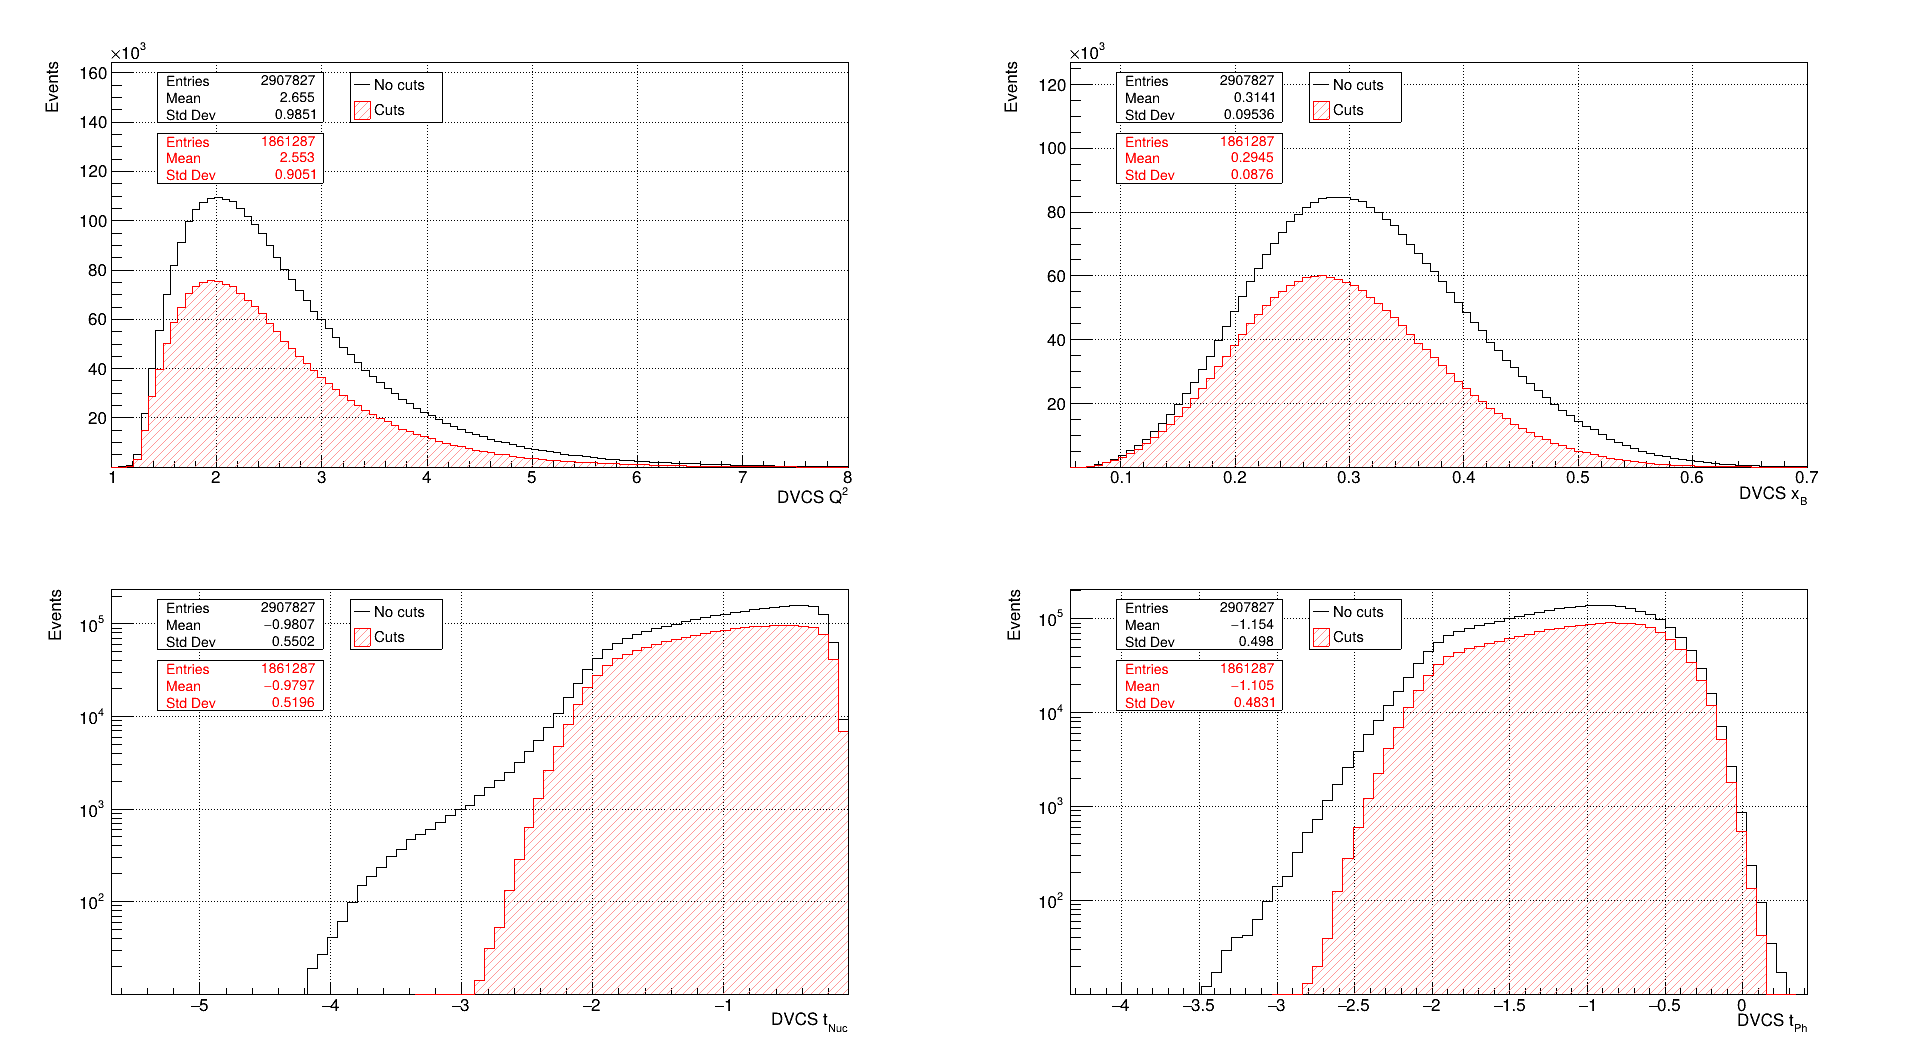 ×10³
Events
160
140
120
100
80
60
40
20
Entries 2907827
Mean 2.655
Std Dev 0.9851
Entries 1861287
Mean 2.553
Std Dev 0.9051
No cuts
Cuts
1 2 3 4 5 6 7 8
DVCS Q²
×10³
Events
120
100
80
60
40
20
Entries 2907827
Mean 0.3141
Std Dev 0.09536
Entries 1861287
Mean 0.2945
Std Dev 0.0876
No cuts
Cuts
0.1 0.2 0.3 0.4 0.5 0.6 0.7
DVCS x_B
Events
10⁵
10⁴
10³
10²
Entries 2907827
Mean −0.9807
Std Dev 0.5502
Entries 1861287
Mean −0.9797
Std Dev 0.5196
No cuts
Cuts
−5 −4 −3 −2 −1
DVCS t_Nuc
Events
10⁵
10⁴
10³
10²
Entries 2907827
Mean −1.154
Std Dev 0.498
Entries 1861287
Mean −1.105
Std Dev 0.4831
No cuts
Cuts
−4 −3.5 −3 −2.5 −2 −1.5 −1 −0.5 0
DVCS t_Ph